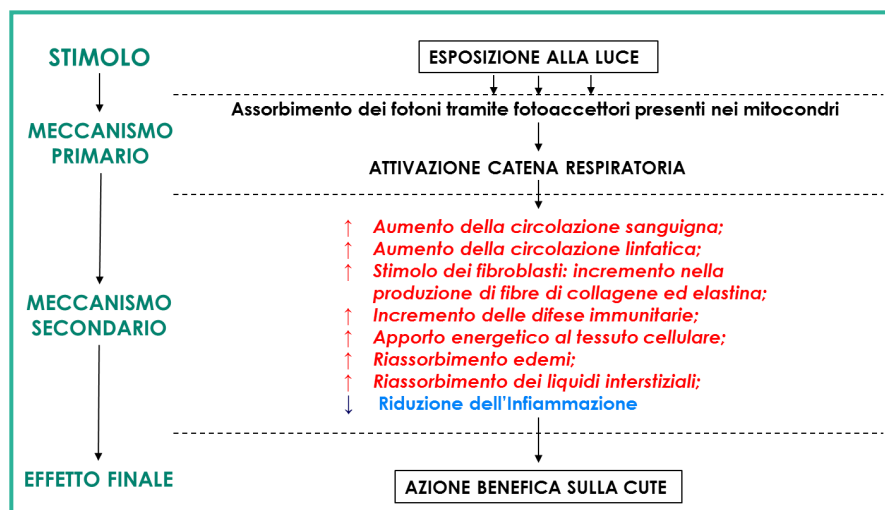 STIMOLO
ESPOSIZIONE ALLA LUCE
Assorbimento dei fotoni tramite fotoaccettori presenti nei mitocondri
MECCANISMO
PRIMARIO
ATTIVAZIONE CATENA RESPIRATORIA
↑ Aumento della circolazione sanguigna;
↑ Aumento della circolazione linfatica;
↑ Stimolo dei fibroblasti: incremento nella
produzione di fibre di collagene ed elastina;
MECCANISMO
SECONDARIO
↑ Incremento delle difese immunitarie;
↑ Apporto energetico al tessuto cellulare;
↑ Riassorbimento edemi;
↑ Riassorbimento dei liquidi interstiziali;
↓ Riduzione dell'Infiammazione
EFFETTO FINALE
AZIONE BENEFICA SULLA CUTE